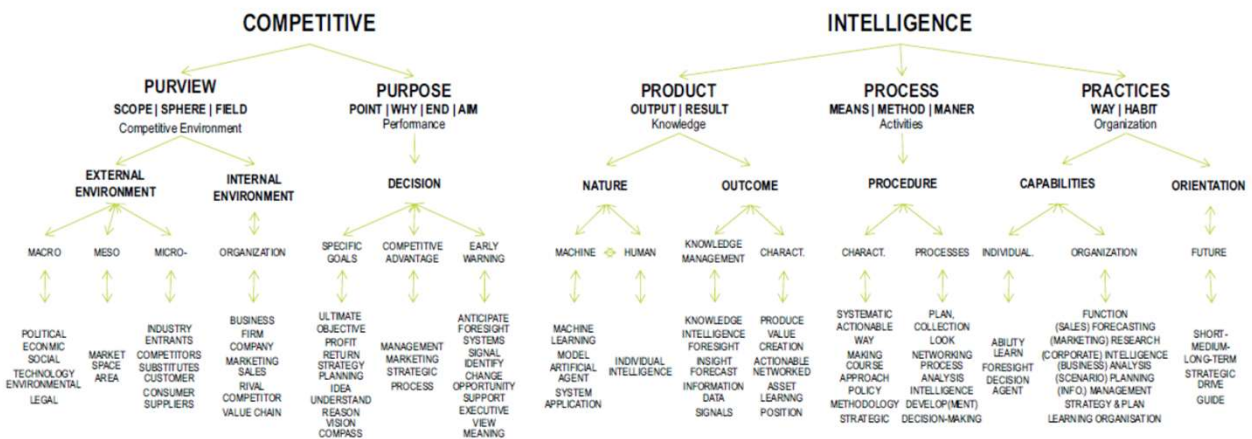 COMPETITIVE
INTELLIGENCE
PURVIEW
SCOPE | SPHERE | FIELD
Competitive Environment
PURPOSE
POINT | WHY | END | AIM
Performance
PRODUCT
OUTPUT | RESULT
Knowledge
PROCESS
MEANS | METHOD | MANER
Activities
PRACTICES
WAY | HABIT
Organization
EXTERNAL
ENVIRONMENT
INTERNAL
ENVIRONMENT
DECISION
NATURE
OUTCOME
PROCEDURE
CAPABILITIES
ORIENTATION
MACRO
MESO
MICRO-
ORGANIZATION
SPECIFIC
GOALS
COMPETITIVE
ADVANTAGE
EARLY
WARNING
MACHINE
HUMAN
KNOWLEDGE
MANAGEMENT
CHARACT.
CHARACT.
PROCESSES
INDIVIDUAL.
ORGANIZATION
FUTURE
POLITICAL
ECONMIC
SOCIAL
TECHNOLOGY
ENVIRONMENTAL
LEGAL
MARKET
SPACE
AREA
INDUSTRY
ENTRANTS
COMPETITORS
SUBSTITUTES
CUSTOMER
CONSUMER
SUPPLIERS
BUSINESS
FIRM
COMPANY
MARKETING
SALES
RIVAL
COMPETITOR
VALUE CHAIN
ULTIMATE
OBJECTIVE
PROFIT
RETURN
STRATEGY
PLANNING
IDEA
UNDERSTAND
REASON
VISION
COMPASS
MANAGEMENT
MARKETING
STRATEGIC
PROCESS
ANTICIPATE
FORESIGHT
SYSTEMS
SIGNAL
IDENTIFY
CHANGE
OPPORTUNITY
SUPPORT
EXECUTIVE
VIEW
MEANING
MACHINE
LEARNING
MODEL
ARTIFICIAL
AGENT
SYSTEM
APPLICATION
INDIVIDUAL
INTELLIGENCE
KNOWLEDGE
INTELLIGENCE
FORESIGHT
INSIGHT
FORECAST
INFORMATION
DATA
SIGNALS
PRODUCE
VALUE
CREATION
ACTIONABLE
NETWORKED
ASSET
LEARNNG
POSITION
SYSTEMATIC
ACTIONABLE
WAY
MAKING
COURSE
APPROACH
POLICY
METHODOLOGY
STRATEGIC
PLAN,
COLLECTION
LOOK
NETWORKING
PROCESS
ANALYSIS
INTELLIGENCE
DEVELOP(MENT)
DECISION-MAKING
ABILITY
LEARN
FORESIGHT
DECISION
AGENT
FUNCTION
(SALES) FORECASTING
(MARKETING) RESEARCH
(CORPORATE) INTELLIGENCE
(BUSINESS) ANALYSIS
(SCENARIO) PLANNING
(INFO.) MANAGEMENT
STRATEGY & PLAN
LEARNING ORGANISATION
SHORT-
MEDIUM-
LONG-TERM
STRATEGIC
DRIVE
GUIDE